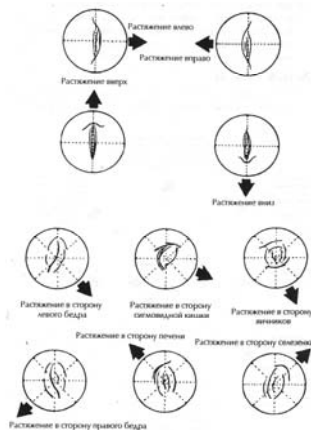 Растяжение влево
Растяжение вправо
Растяжение вверх
Растяжение вниз
Растяжение в сторону
левого бедра
Растяжение в сторону
сигмовидной кишки
Растяжение в сторону
яичников
Растяжение в сторону печени
Растяжение в сторону селезенки
Растяжение в сторону правого бедра